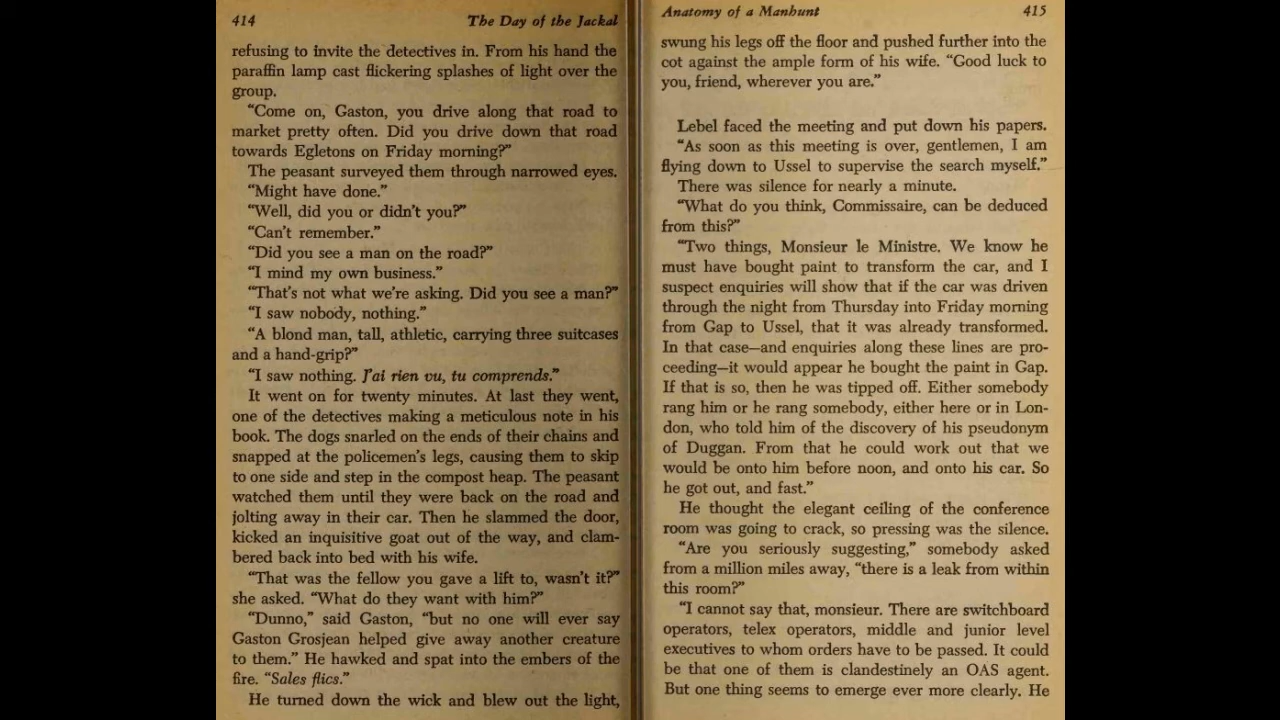 414
The Day of the Jackal
refusing to invite the detectives in. From his hand the
paraffin lamp cast flickering splashes of light over the
group.
"Come on, Gaston, you drive along that road to
market pretty often. Did you drive down that road
towards Egletons on Friday morning?"
The peasant surveyed them through narrowed eyes.
"Might have done."
"Well, did you or didn't you?"
"Can't remember."
"Did you see a man on the road?"
"I mind my own business."
"That's not what we're asking. Did you see a man?"
"I saw nobody, nothing."
"A blond man, tall, athletic, carrying three suitcases
and a hand-grip?"
"I saw nothing. J'ai rien vu, tu comprends."
It went on for twenty minutes. At last they went,
one of the detectives making a meticulous note in his
book. The dogs snarled on the ends of their chains and
snapped at the policemen's legs, causing them to skip
to one side and step in the compost heap. The peasant
watched them until they were back on the road and
jolting away in their car. Then he slammed the door,
kicked an inquisitive goat out of the way, and clam-
bered back into bed with his wife.
"That was the fellow you gave a lift to, wasn't it?"
she asked. "What do they want with him?"
"Dunno," said Gaston, "but no one will ever say
Gaston Grosjean helped give away another creature
to them." He hawked and spat into the embers of the
fire. "Sales flics."
He turned down the wick and blew out the light,
Anatomy of a Manhunt
415
swung his legs off the floor and pushed further into the
cot against the ample form of his wife. "Good luck to
you, friend, wherever you are."
Lebel faced the meeting and put down his papers.
"As soon as this meeting is over, gentlemen, I am
flying down to Ussel to supervise the search myself."
There was silence for nearly a minute.
"What do you think, Commissaire, can be deduced
from this?"
"Two things, Monsieur le Ministre. We know he
must have bought paint to transform the car, and I
suspect enquiries will show that if the car was driven
through the night from Thursday into Friday morning
from Gap to Ussel, that it was already transformed.
In that case—and enquiries along these lines are pro-
ceeding—it would appear he bought the paint in Gap.
If that is so, then he was tipped off. Either somebody
rang him or he rang somebody, either here or in Lon-
don, who told him of the discovery of his pseudonym
of Duggan. From that he could work out that we
would be onto him before noon, and onto his car. So
he got out, and fast."
He thought the elegant ceiling of the conference
room was going to crack, so pressing was the silence.
"Are you seriously suggesting," somebody asked
from a million miles away, "there is a leak from within
this room?"
"I cannot say that, monsieur. There are switchboard
operators, telex operators, middle and junior level
executives to whom orders have to be passed. It could
be that one of them is clandestinely an OAS agent.
But one thing seems to emerge ever more clearly. He